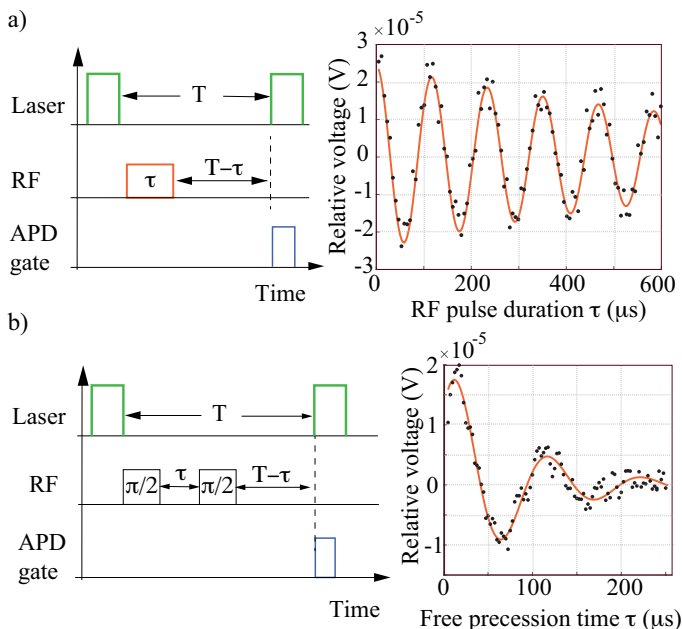 a)
Laser
T
RF
τ
T−τ
APD
gate
Time
×10⁻⁵
Relative voltage (V)
3
2
1
0
-1
-2
-3
0
200
400
600
RF pulse duration τ (μs)
b)
Laser
T
RF
π/2
τ
π/2
T−τ
APD
gate
Time
×10⁻⁵
Relative voltage (V)
2
1
0
-1
0
100
200
Free precession time τ (μs)